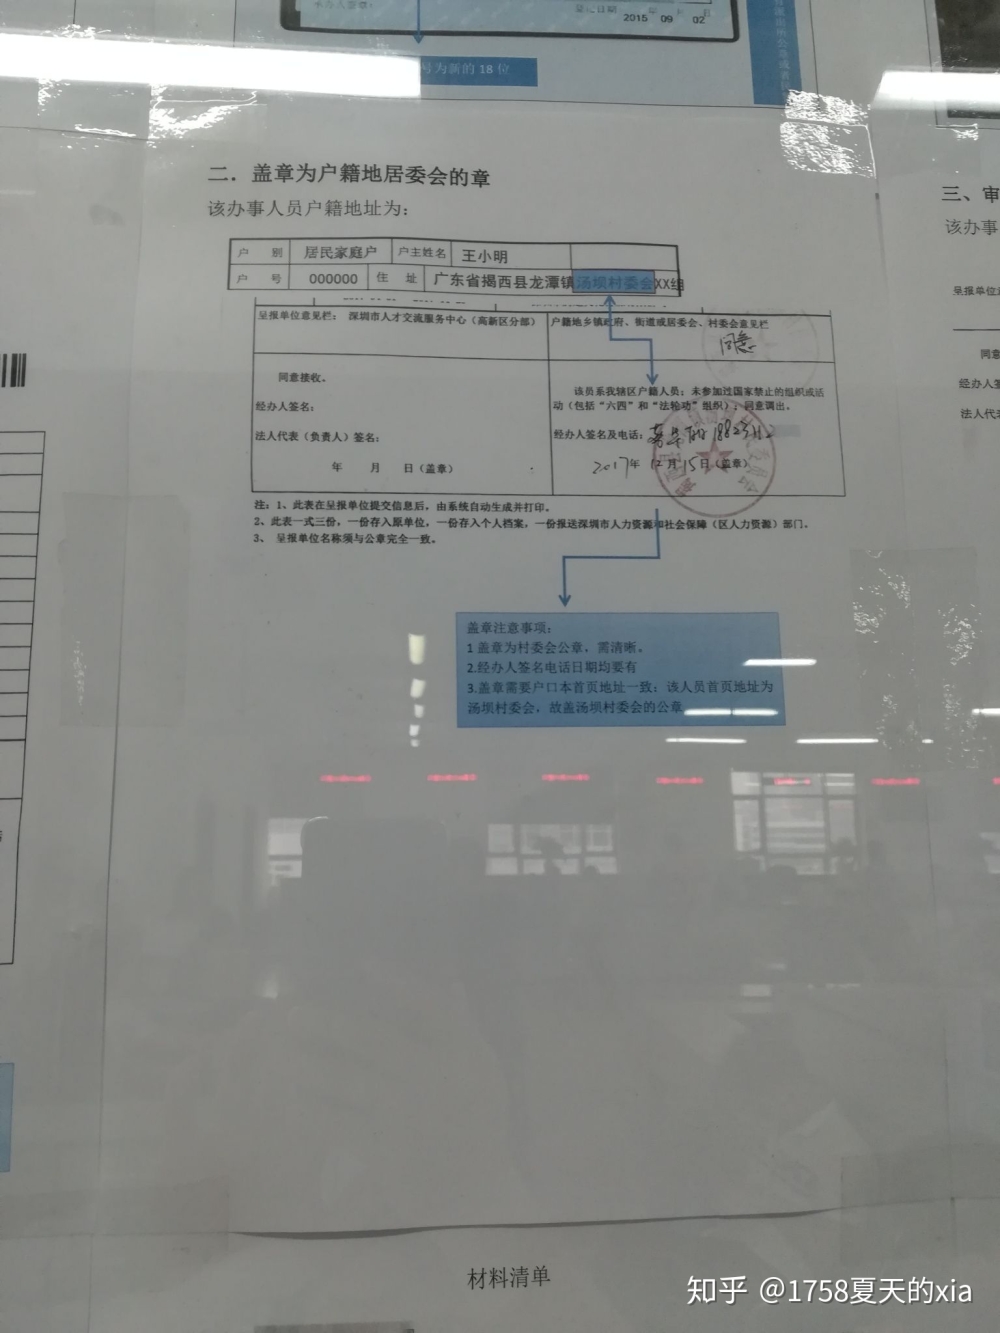 2015 09 02
号为新的 18 位
二．盖章为户籍地居委会的章
该办事人员户籍地址为：
户 别 居民家庭户 户主姓名 王小明
户 号 000000 住 址 广东省揭西县龙潭镇汤坝村委会XX组
呈报单位意见栏： 深圳市人才交流服务中心（高新区分部）
户籍地乡镇政府、街道或居委会、村委会意见栏
同意
同意接收。
经办人签名：
法人代表（负责人）签名：
年 月 日（盖章）
该员系我辖区户籍人员；未参加过国家禁止的组织或活
动（包括“六四”和“法轮功”组织）；同意调出。
经办人签名及电话：
2017年 12月 15日（盖章）
注：1、此表在呈报单位提交信息后，由系统自动生成并打印。
2、此表一式三份，一份存入原单位，一份存入个人档案，一份报送深圳市人力资源和社会保障（区人力资源）部门。
3、 呈报单位名称须与公章完全一致。
盖章注意事项：
1 盖章为村委会公章，需清晰。
2.经办人签名电话日期均要有
3.盖章需要户口本首页地址一致；该人员首页地址为
汤坝村委会，故盖汤坝村委会的公章
三、审
该办事
呈报单位
同意
经办人
法人代
材料清单
知乎 @1758夏天的xia